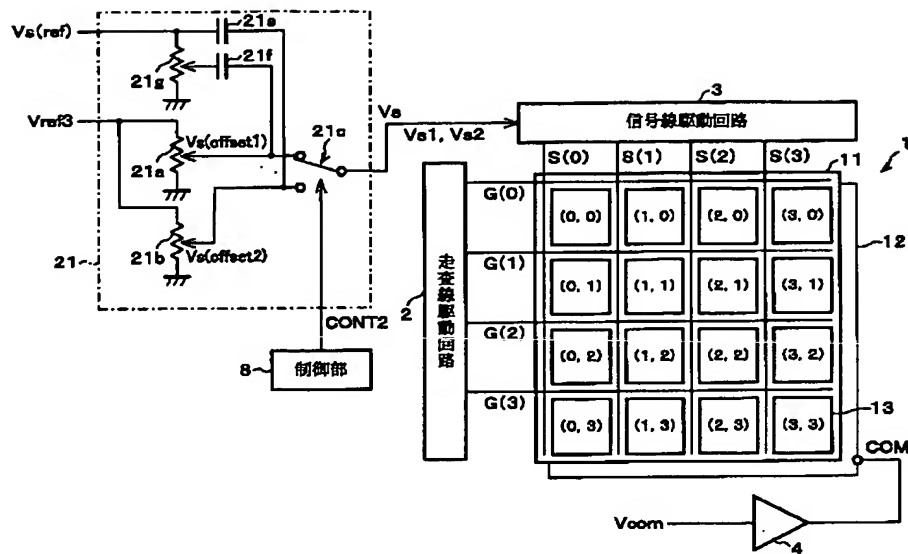 Vs(ref)
21e
21f
21g
Vref3
Vs(offset1)
21a
21c
Vs
Vs1, Vs2
21b
Vs(offset2)
21
CONT2
8
制御部
3
信号線駆動回路
S(0) S(1) S(2) S(3)
11
1
12
2
走査線駆動回路
G(0)
G(1)
G(2)
G(3)
(0, 0) (1, 0) (2, 0) (3, 0)
(0, 1) (1, 1) (2, 1) (3, 1)
(0, 2) (1, 2) (2, 2) (3, 2)
(0, 3) (1, 3) (2, 3) (3, 3)
13
COM
Vcom
4